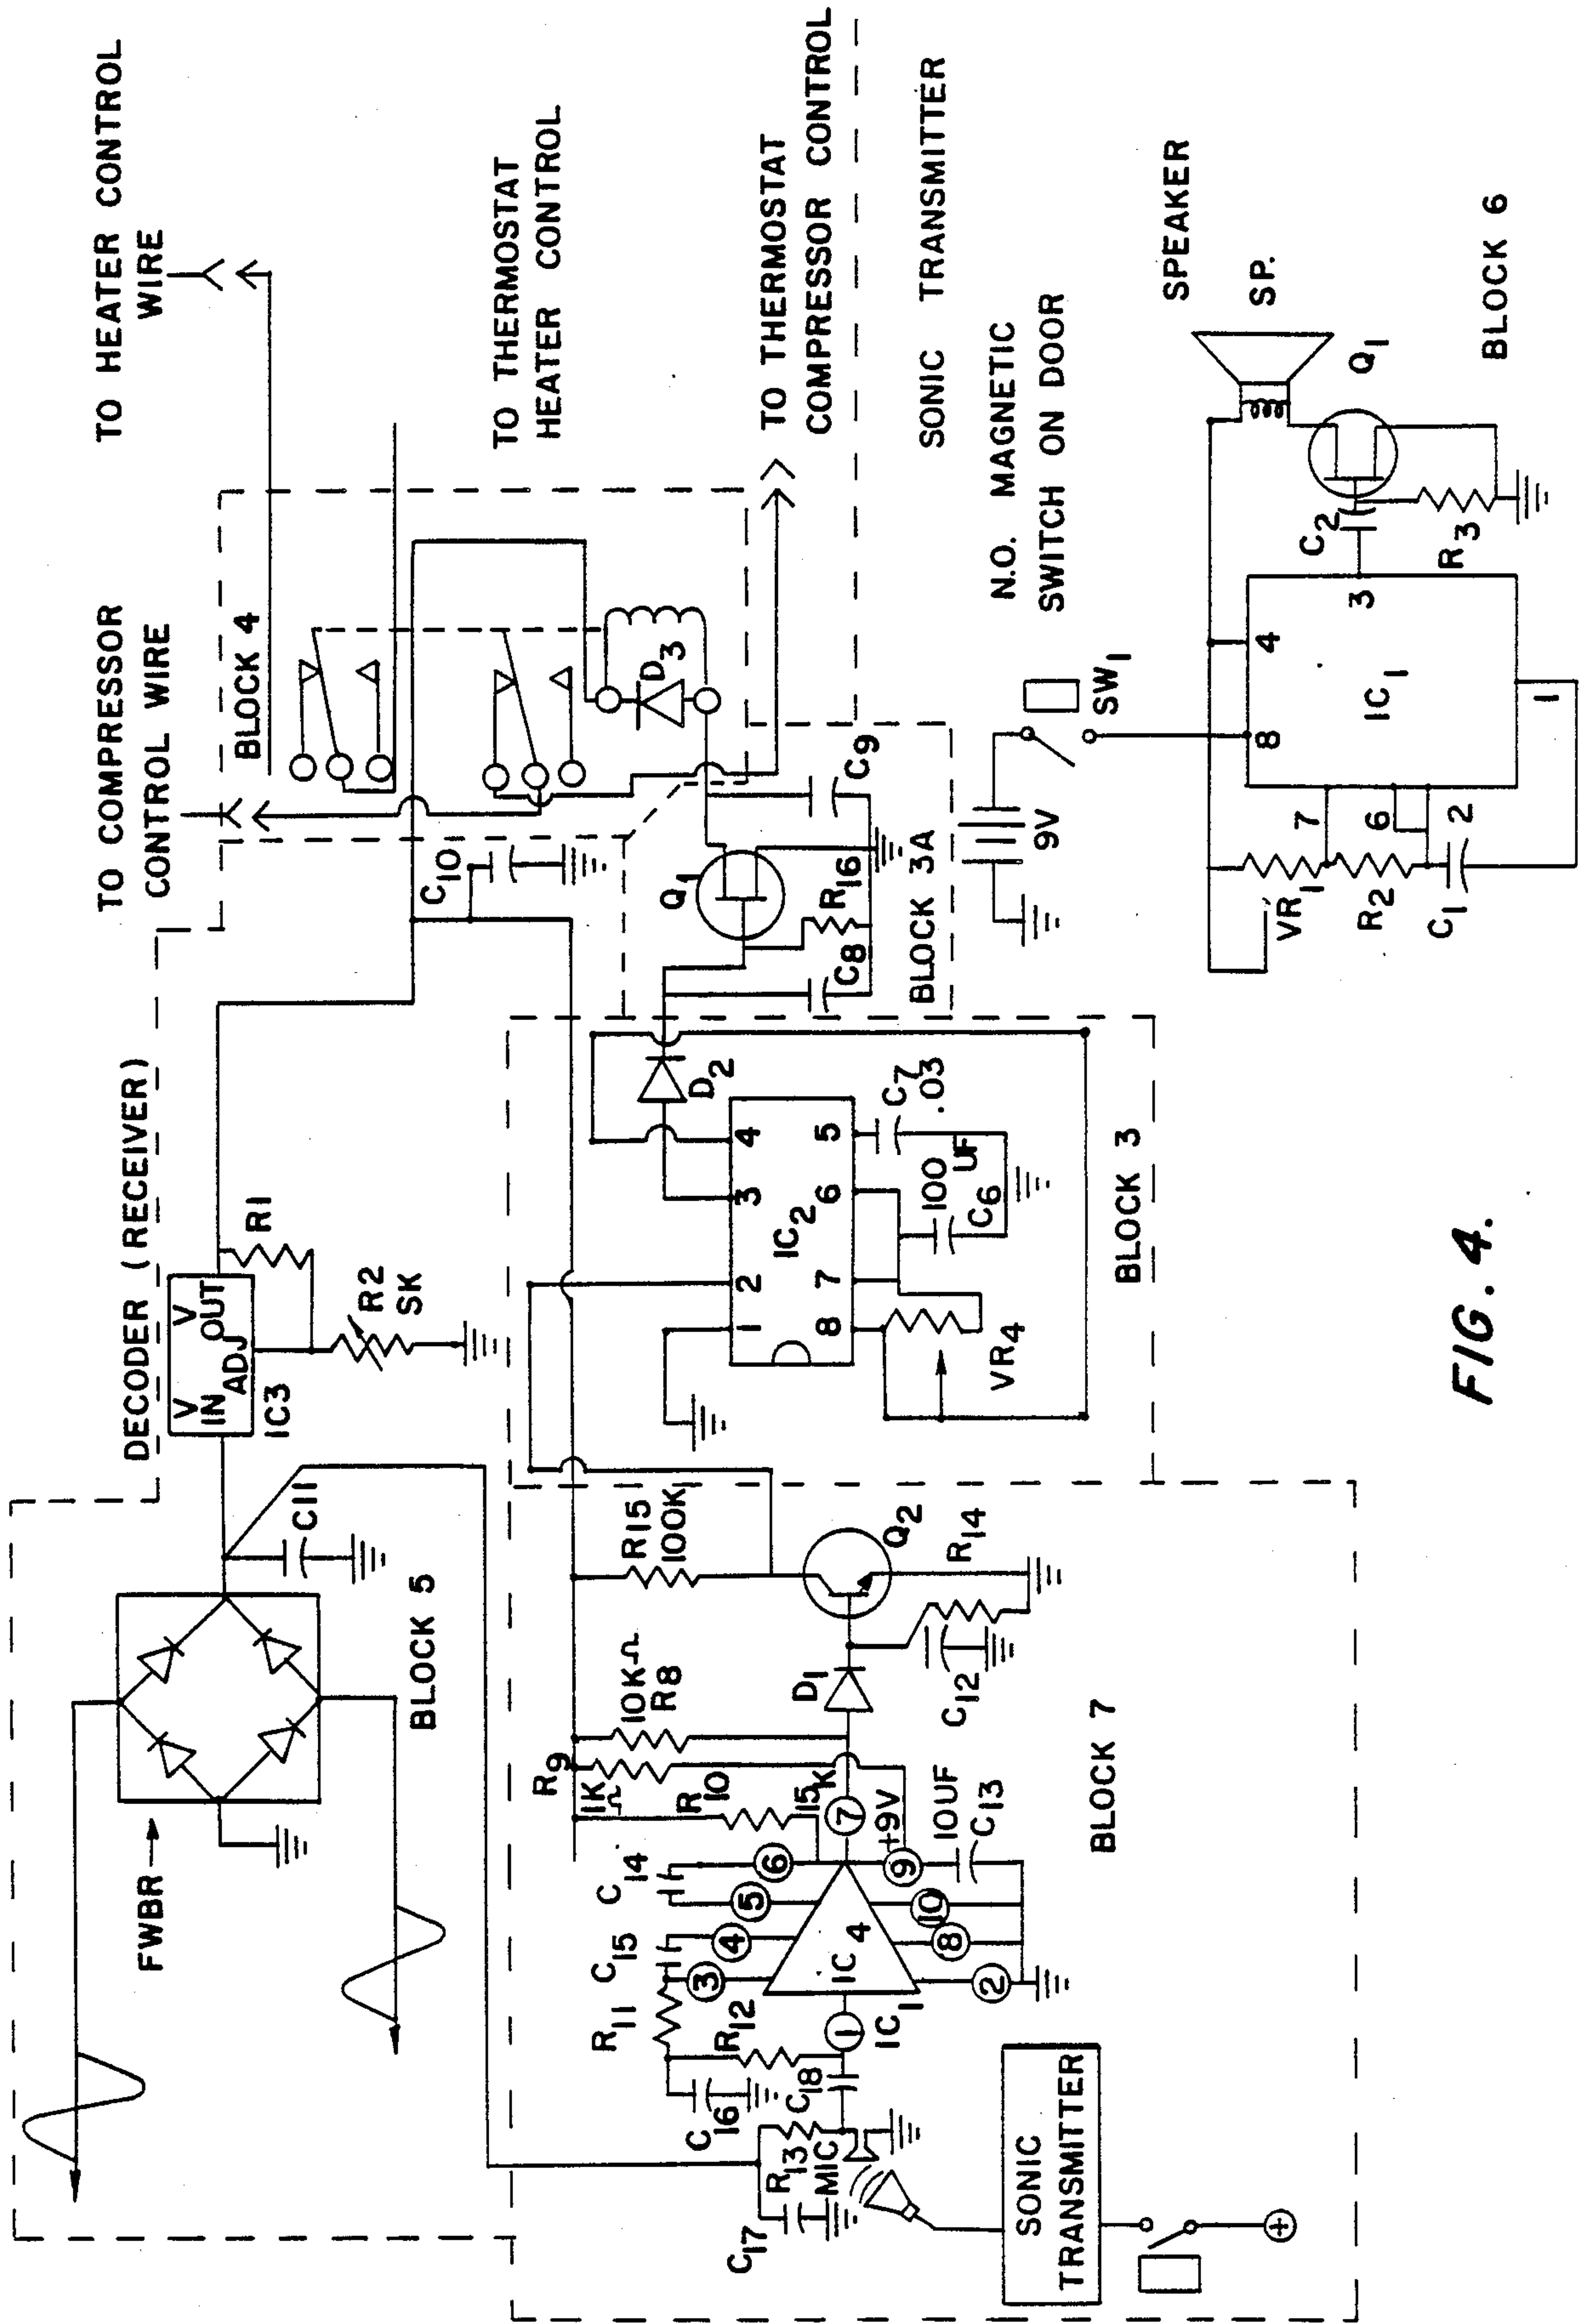 TO HEATER CONTROL
WIRE
TO COMPRESSOR
CONTROL WIRE
BLOCK 4
TO THERMOSTAT
HEATER CONTROL
TO THERMOSTAT
COMPRESSOR CONTROL
DECODER (RECEIVER)
V IN
V OUT
ADJ
IC3
R1
R2
SK
C11
FWBR
BLOCK 5
C10
D3
Q1
R16
C8
C9
BLOCK 3A
D2
IC2
1
2
3
4
8
7
6
5
VR4
100
UF
C6
C7
.03
BLOCK 3
R15
100K
Q2
R14
C12
D1
10KΩ
R8
R9
1K
Ω
R10
15K
C14
C15
R11
R12
C16
C18
R13
MIC
C17
1
2
3
4
5
6
7
8
9
10
+9V
10UF
C13
IC4
IC1
BLOCK 7
SONIC
TRANSMITTER
+
SONIC TRANSMITTER
N.O. MAGNETIC
SWITCH ON DOOR
SW1
9V
SPEAKER
SP.
Q1
C2
R3
IC1
8
4
3
7
6
2
1
VR1
R2
C1
BLOCK 6
FIG. 4.